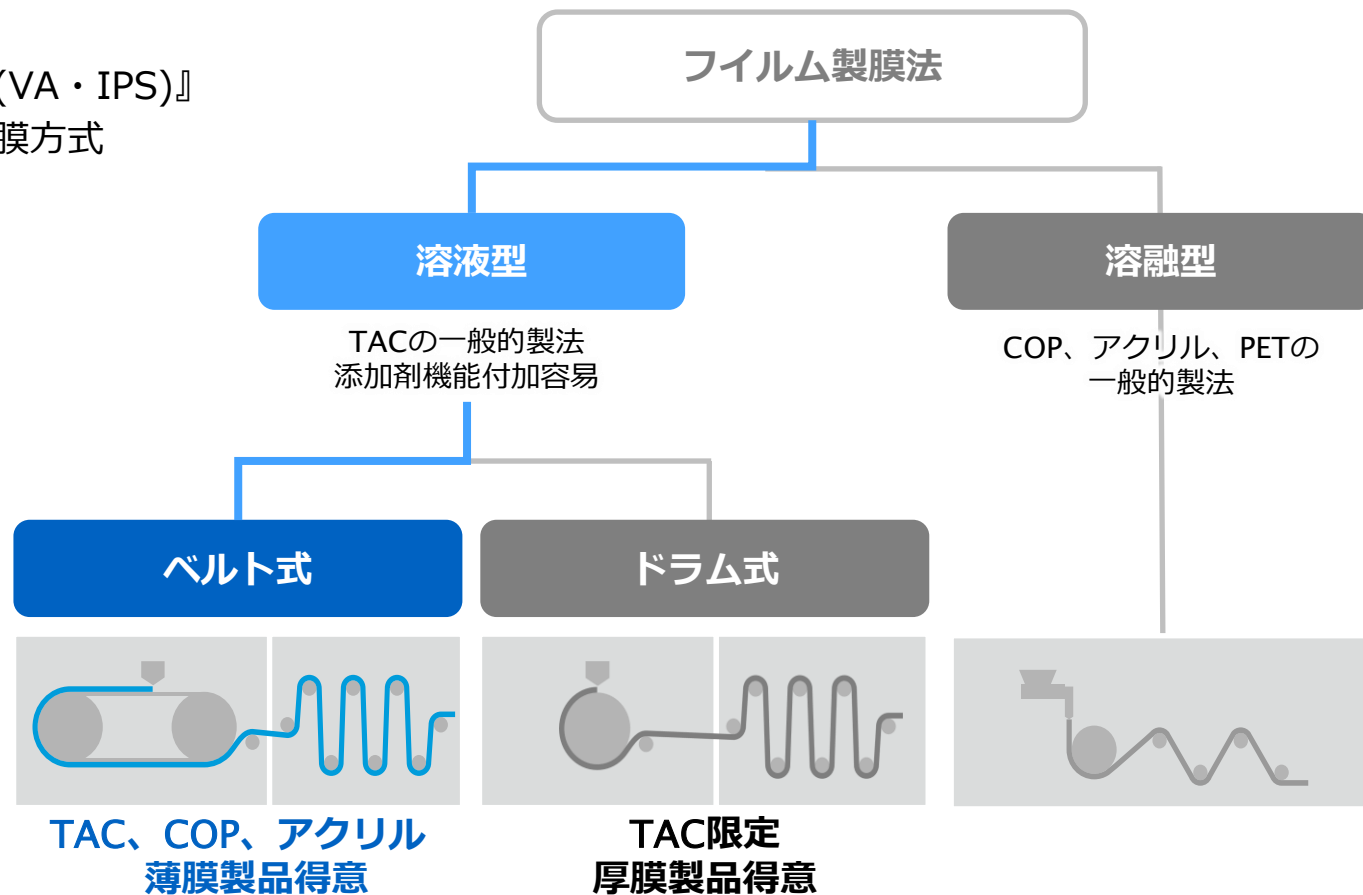 (VA・IPS)』
膜方式
フイルム製膜法
溶液型
溶融型
TACの一般的製法
添加剤機能付加容易
COP、アクリル、PETの
一般的製法
ベルト式
ドラム式
TAC、COP、アクリル
薄膜製品得意
TAC限定
厚膜製品得意